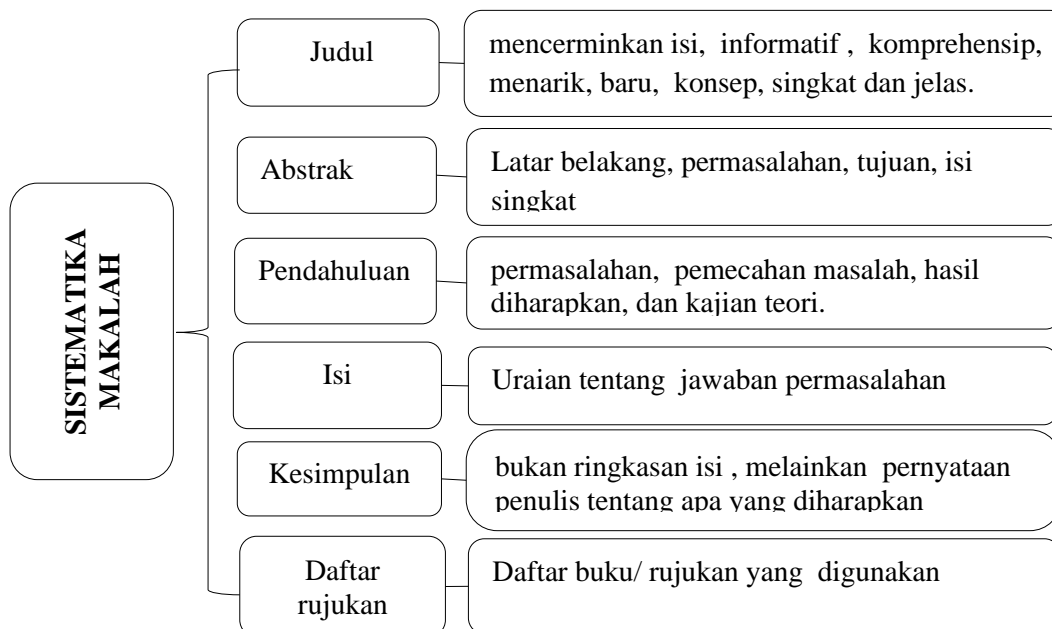 SISTEMATIKA
MAKALAH
Judul
mencerminkan isi,  informatif ,  komprehensip,
menarik, baru,  konsep, singkat dan jelas.
Abstrak
Latar belakang, permasalahan, tujuan, isi
singkat
Pendahuluan
permasalahan,  pemecahan masalah, hasil
diharapkan, dan kajian teori.
Isi
Uraian tentang  jawaban permasalahan
Kesimpulan
bukan ringkasan isi , melainkan  pernyataan
penulis tentang apa yang diharapkan
Daftar
rujukan
Daftar buku/ rujukan yang  digunakan